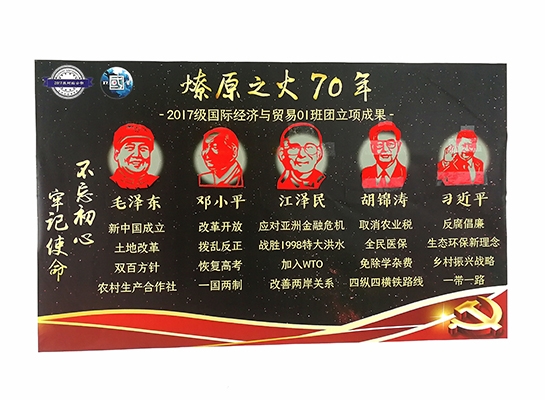 燎原之火70年
-2017级国际经济与贸易01班团立项成果-
不忘初心
牢记使命
毛泽东
新中国成立
土地改革
双百方针
农村生产合作社
邓小平
改革开放
拨乱反正
恢复高考
一国两制
江泽民
应对亚洲金融危机
战胜1998特大洪水
加入WTO
改善两岸关系
胡锦涛
取消农业税
全民医保
免除学杂费
四纵四横铁路线
习近平
反腐倡廉
生态环保新理念
乡村振兴战略
一带一路